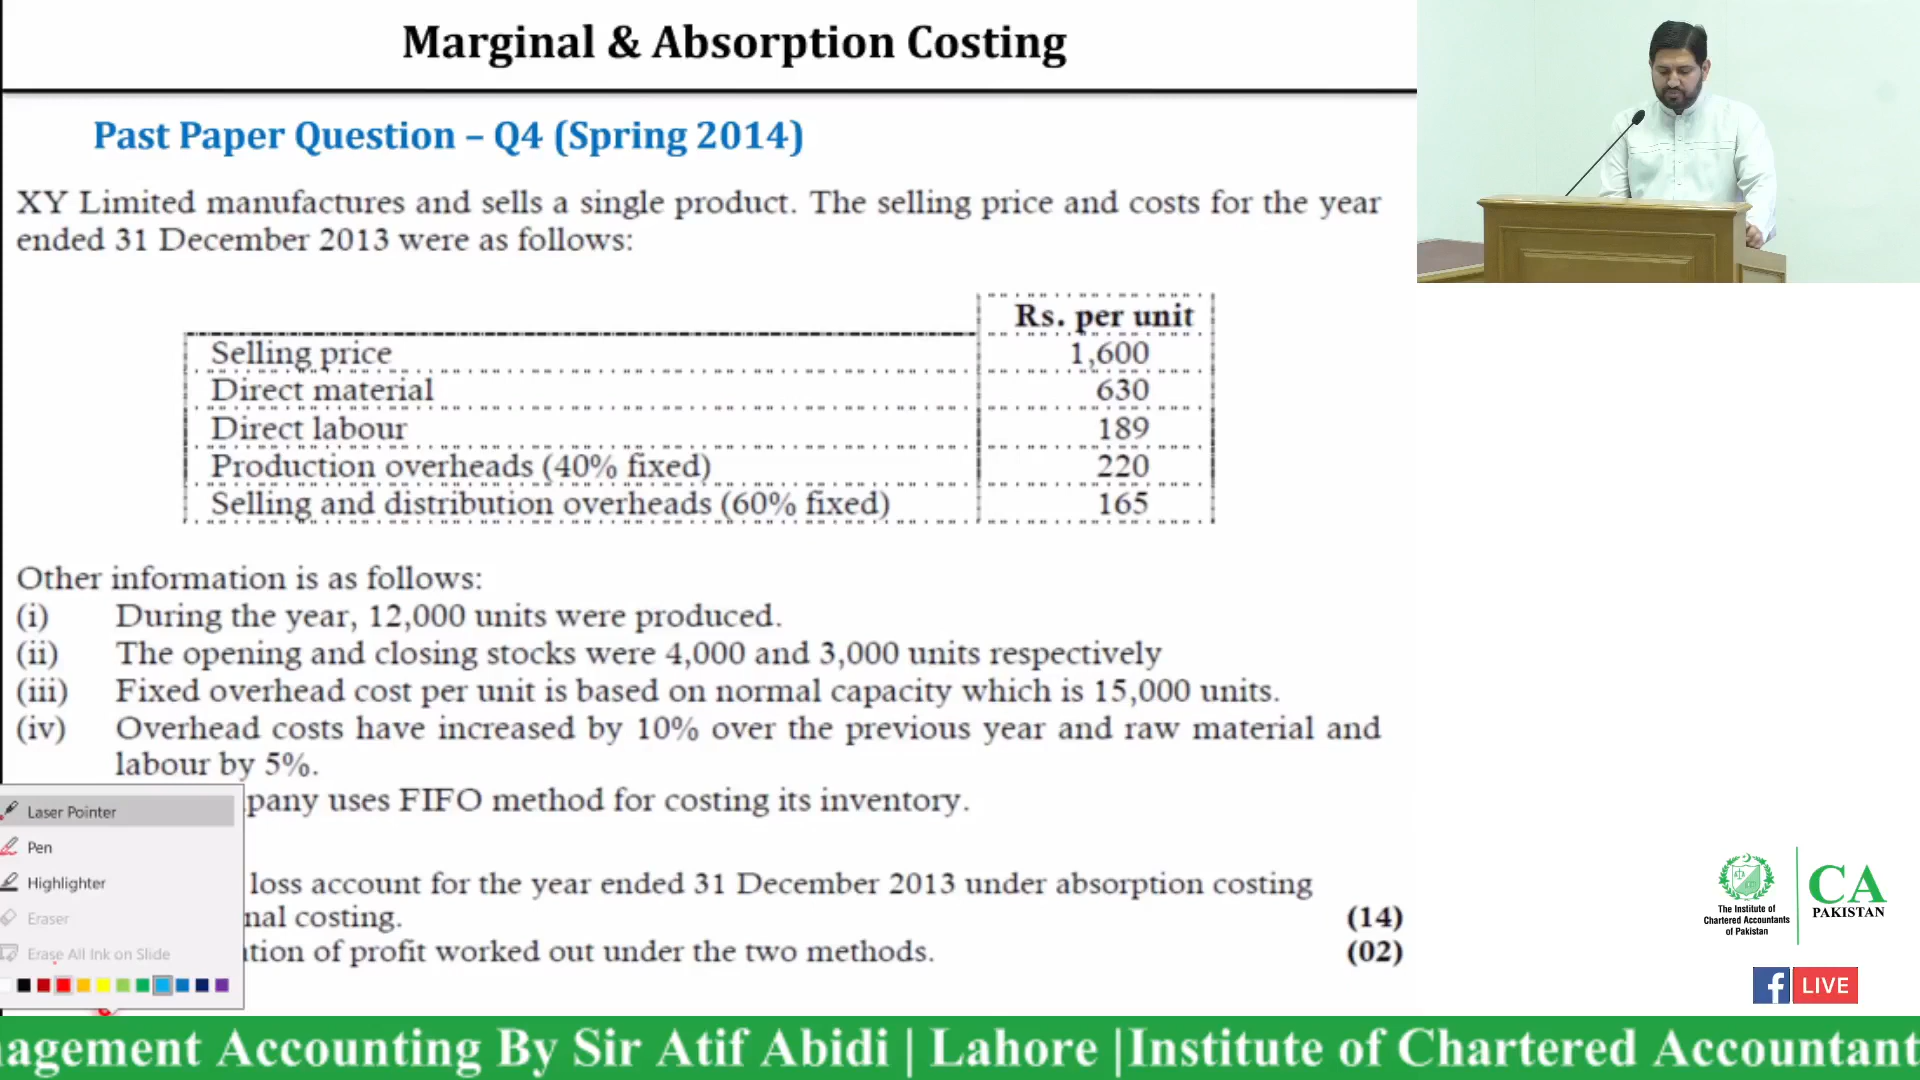 Marginal & Absorption Costing
Past Paper Question – Q4 (Spring 2014)
XY Limited manufactures and sells a single product. The selling price and costs for the year
ended 31 December 2013 were as follows:
Rs. per unit
Selling price 1,600
Direct material 630
Direct labour 189
Production overheads (40% fixed) 220
Selling and distribution overheads (60% fixed) 165
Other information is as follows:
(i) During the year, 12,000 units were produced.
(ii) The opening and closing stocks were 4,000 and 3,000 units respectively
(iii) Fixed overhead cost per unit is based on normal capacity which is 15,000 units.
(iv) Overhead costs have increased by 10% over the previous year and raw material and
labour by 5%.
pany uses FIFO method for costing its inventory.
loss account for the year ended 31 December 2013 under absorption costing
nal costing. (14)
tion of profit worked out under the two methods. (02)
Laser Pointer
Pen
Highlighter
Eraser
Erase All Ink on Slide
The Institute of
Chartered Accountants
of Pakistan
CA
PAKISTAN
f LIVE
agement Accounting By Sir Atif Abidi | Lahore |Institute of Chartered Accountant